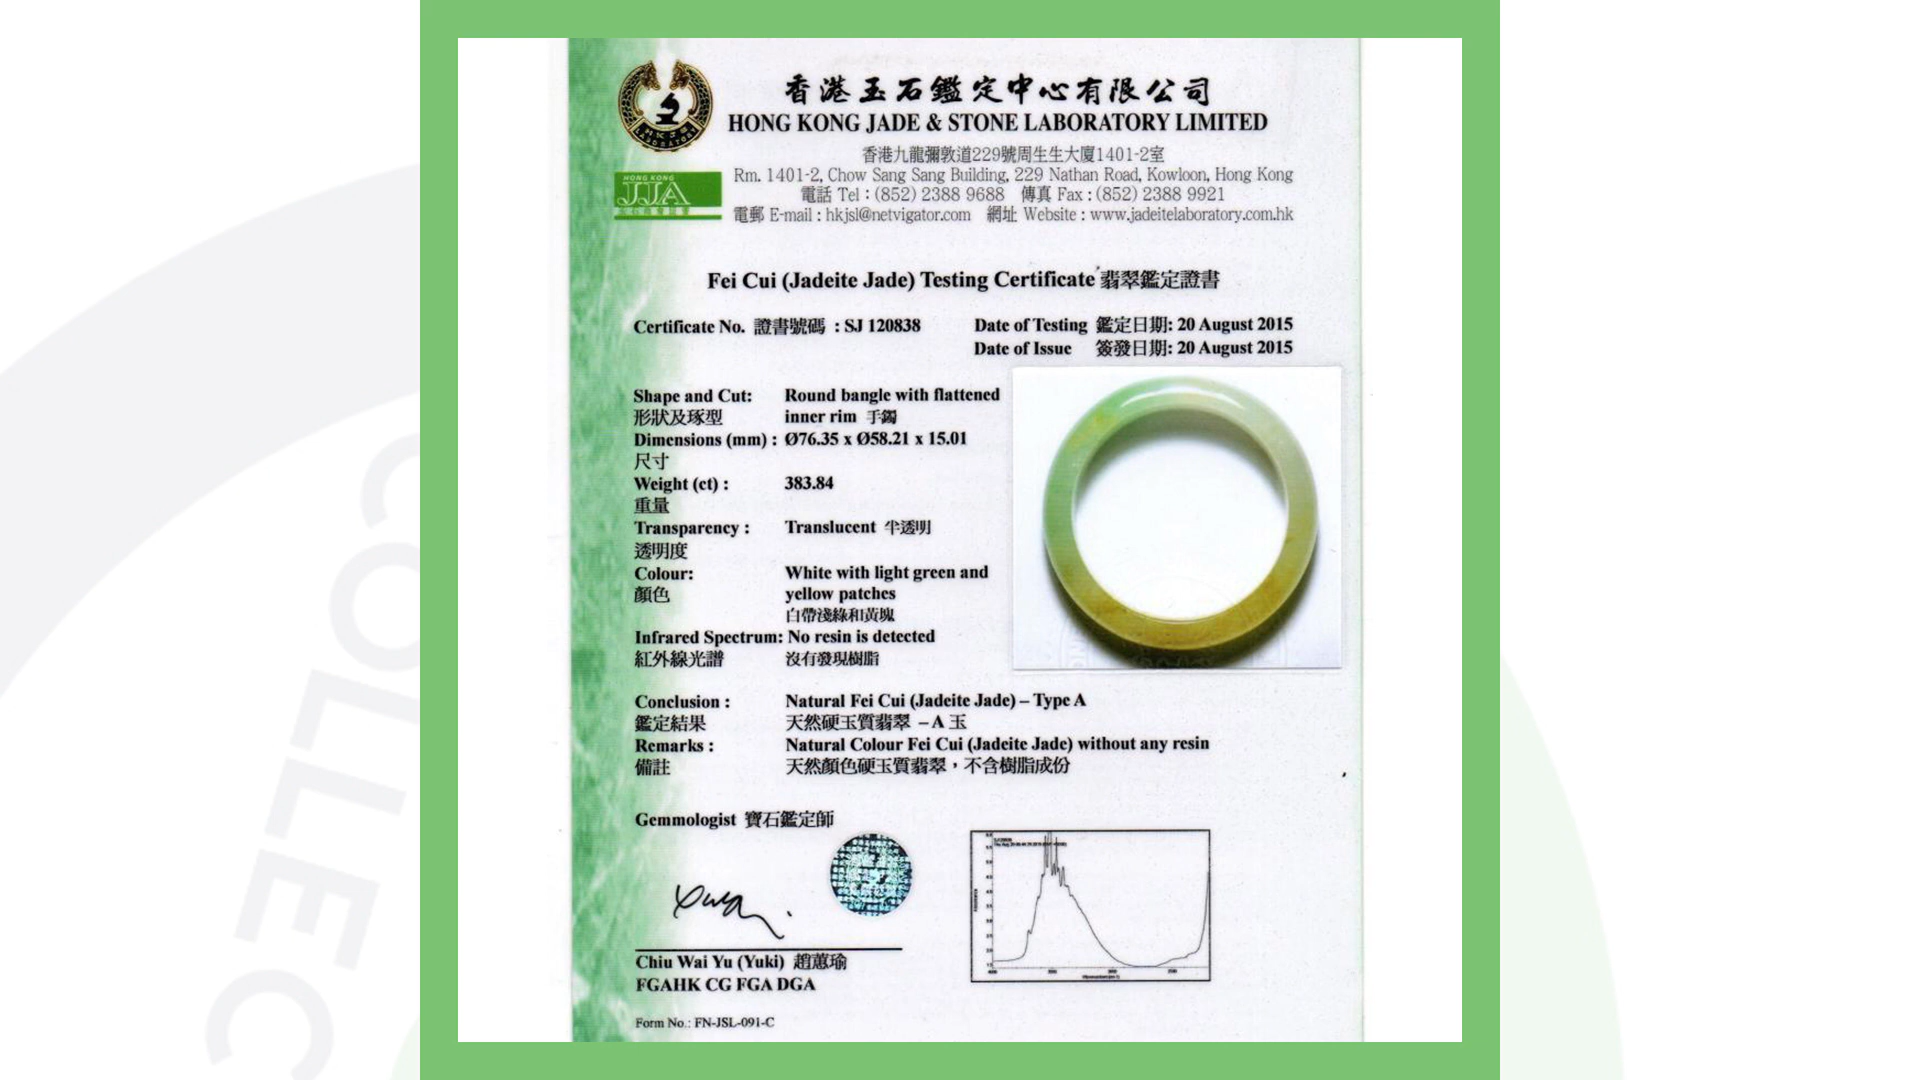 香港玉石鑑定中心有限公司
HONG KONG JADE & STONE LABORATORY LIMITED
HONG KONG
JJA
香港九龍彌敦道229號周生生大廈1401-2室
Rm. 1401-2, Chow Sang Sang Building, 229 Nathan Road, Kowloon, Hong Kong
電話 Tel : (852) 2388 9688 傳真 Fax : (852) 2388 9921
電郵 E-mail : hkjsl@netvigator.com 網址 Website : www.jadeitelaboratory.com.hk
Fei Cui (Jadeite Jade) Testing Certificate 翡翠鑑定證書
Certificate No. 證書號碼 : SJ 120838
Date of Testing 鑑定日期: 20 August 2015
Date of Issue 簽發日期: 20 August 2015
Shape and Cut: Round bangle with flattened
形狀及琢型 inner rim 手鐲
Dimensions (mm) : Ø76.35 x Ø58.21 x 15.01
尺寸
Weight (ct) : 383.84
重量
Transparency : Translucent 半透明
透明度
Colour: White with light green and
顏色 yellow patches
白帶淺綠和黃塊
Infrared Spectrum: No resin is detected
紅外線光譜 沒有發現樹脂
Conclusion : Natural Fei Cui (Jadeite Jade) – Type A
鑑定結果 天然硬玉質翡翠 – A 玉
Remarks : Natural Colour Fei Cui (Jadeite Jade) without any resin
備註 天然顏色硬玉質翡翠，不含樹脂成份
Gemmologist 寶石鑑定師
Chiu Wai Yu (Yuki) 趙蕙瑜
FGAHK CG FGA DGA
Form No.: FN-JSL-091-C
COLLEC